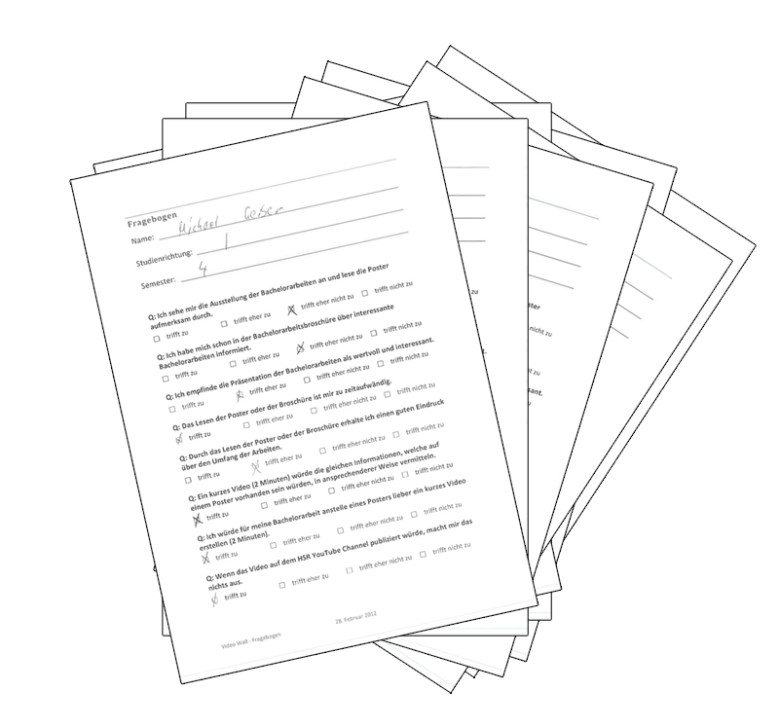 Fragebogen
Name: Michael Gehrer
Studienrichtung: I
Semester: 4
Q: Ich sehe mir die Ausstellung der Bachelorarbeiten an und lese die Poster
aufmerksam durch.
☐ trifft zu ☐ trifft eher zu ☒ trifft eher nicht zu ☐ trifft nicht zu
Q: Ich habe mich schon in der Bachelorarbeitsbroschüre über interessante
Bachelorarbeiten informiert.
☐ trifft zu ☐ trifft eher zu ☒ trifft eher nicht zu ☐ trifft nicht zu
Q: Ich empfinde die Präsentation der Bachelorarbeiten als wertvoll und interessant.
☐ trifft zu ☒ trifft eher zu ☐ trifft eher nicht zu ☐ trifft nicht zu
Q: Das Lesen der Poster oder der Broschüre ist mir zu zeitaufwändig.
☒ trifft zu ☐ trifft eher zu ☐ trifft eher nicht zu ☐ trifft nicht zu
Q: Durch das Lesen der Poster oder der Broschüre erhalte ich einen guten Eindruck
über den Umfang der Arbeiten.
☐ trifft zu ☒ trifft eher zu ☐ trifft eher nicht zu ☐ trifft nicht zu
Q: Ein kurzes Video (2 Minuten) würde die gleichen Informationen, welche auf
einem Poster vorhanden sein würden, in ansprechenderer Weise vermitteln.
☒ trifft zu ☐ trifft eher zu ☐ trifft eher nicht zu ☐ trifft nicht zu
Q: Ich würde für meine Bachelorarbeit anstelle eines Posters lieber ein kurzes Video
erstellen (2 Minuten).
☒ trifft zu ☐ trifft eher zu ☐ trifft eher nicht zu ☐ trifft nicht zu
Q: Wenn das Video auf dem HSR YouTube Channel publiziert würde, macht mir das
nichts aus.
☒ trifft zu ☐ trifft eher zu ☐ trifft eher nicht zu ☐ trifft nicht zu
Video Wall - Fragebogen 28. Februar 2012